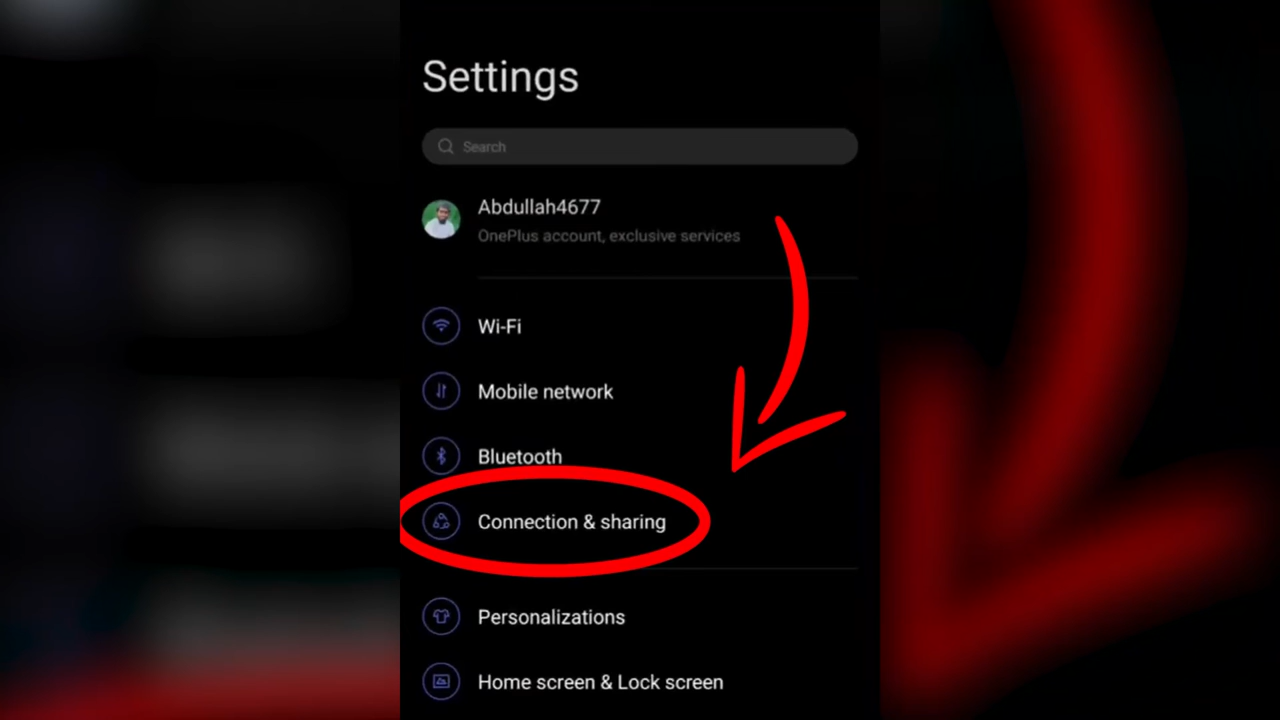 Settings
Search
Abdullah4677
OnePlus account, exclusive services
Wi-Fi
Mobile network
Bluetooth
Connection & sharing
Personalizations
Home screen & Lock screen